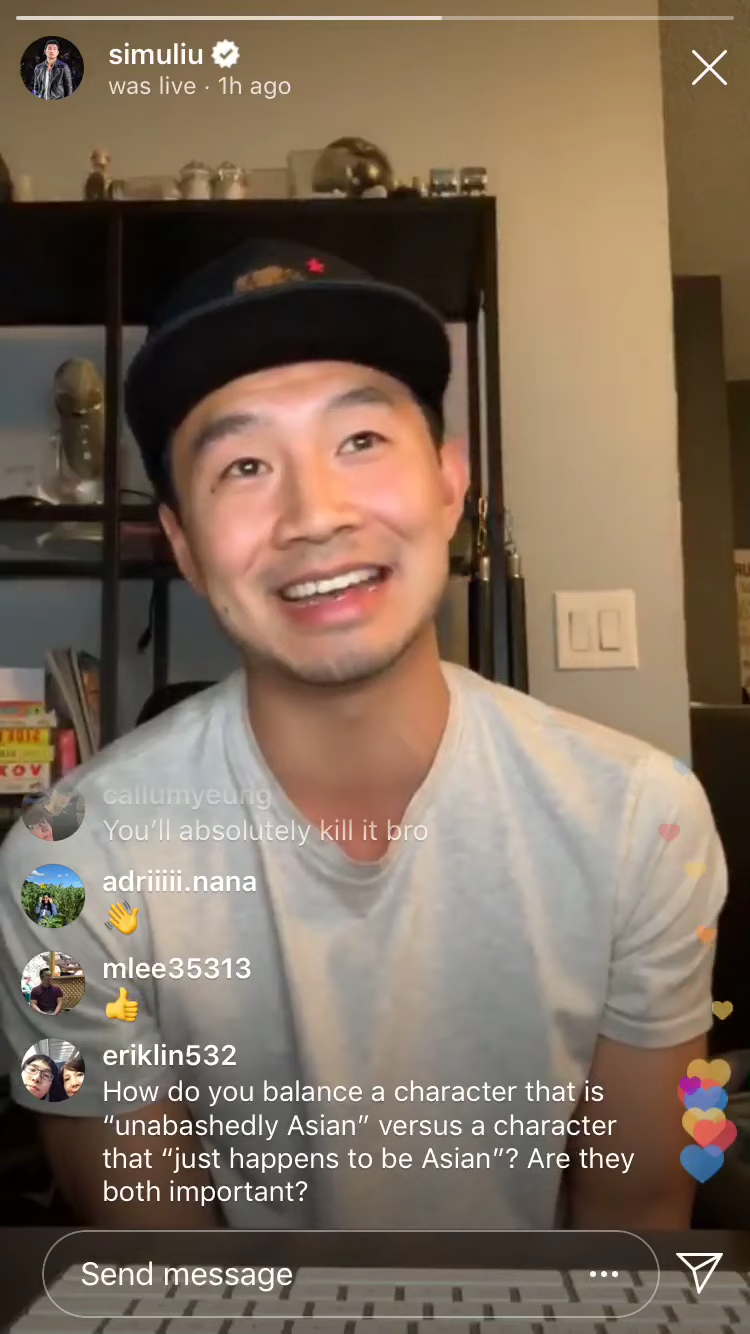 simuliu
was live · 1h ago
callumyeung
You’ll absolutely kill it bro
adriiiii.nana
👋
mlee35313
👍
eriklin532
How do you balance a character that is
“unabashedly Asian” versus a character
that “just happens to be Asian”? Are they
both important?
Send message